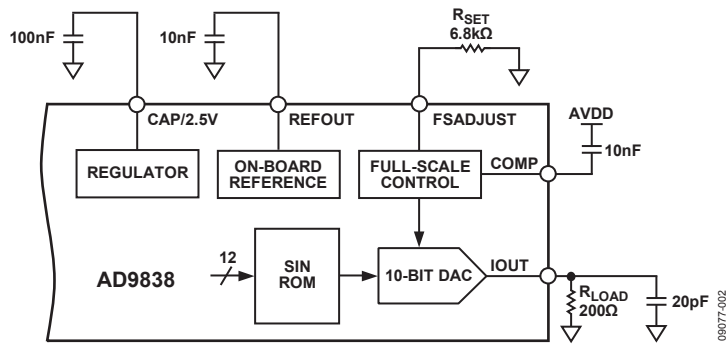 100nF
10nF
RSET
6.8kΩ
CAP/2.5V
REFOUT
FSADJUST
AVDD
REGULATOR
ON-BOARD
REFERENCE
FULL-SCALE
CONTROL
COMP
10nF
AD9838
12
SIN
ROM
10-BIT DAC
IOUT
RLOAD
200Ω
20pF
09077-002